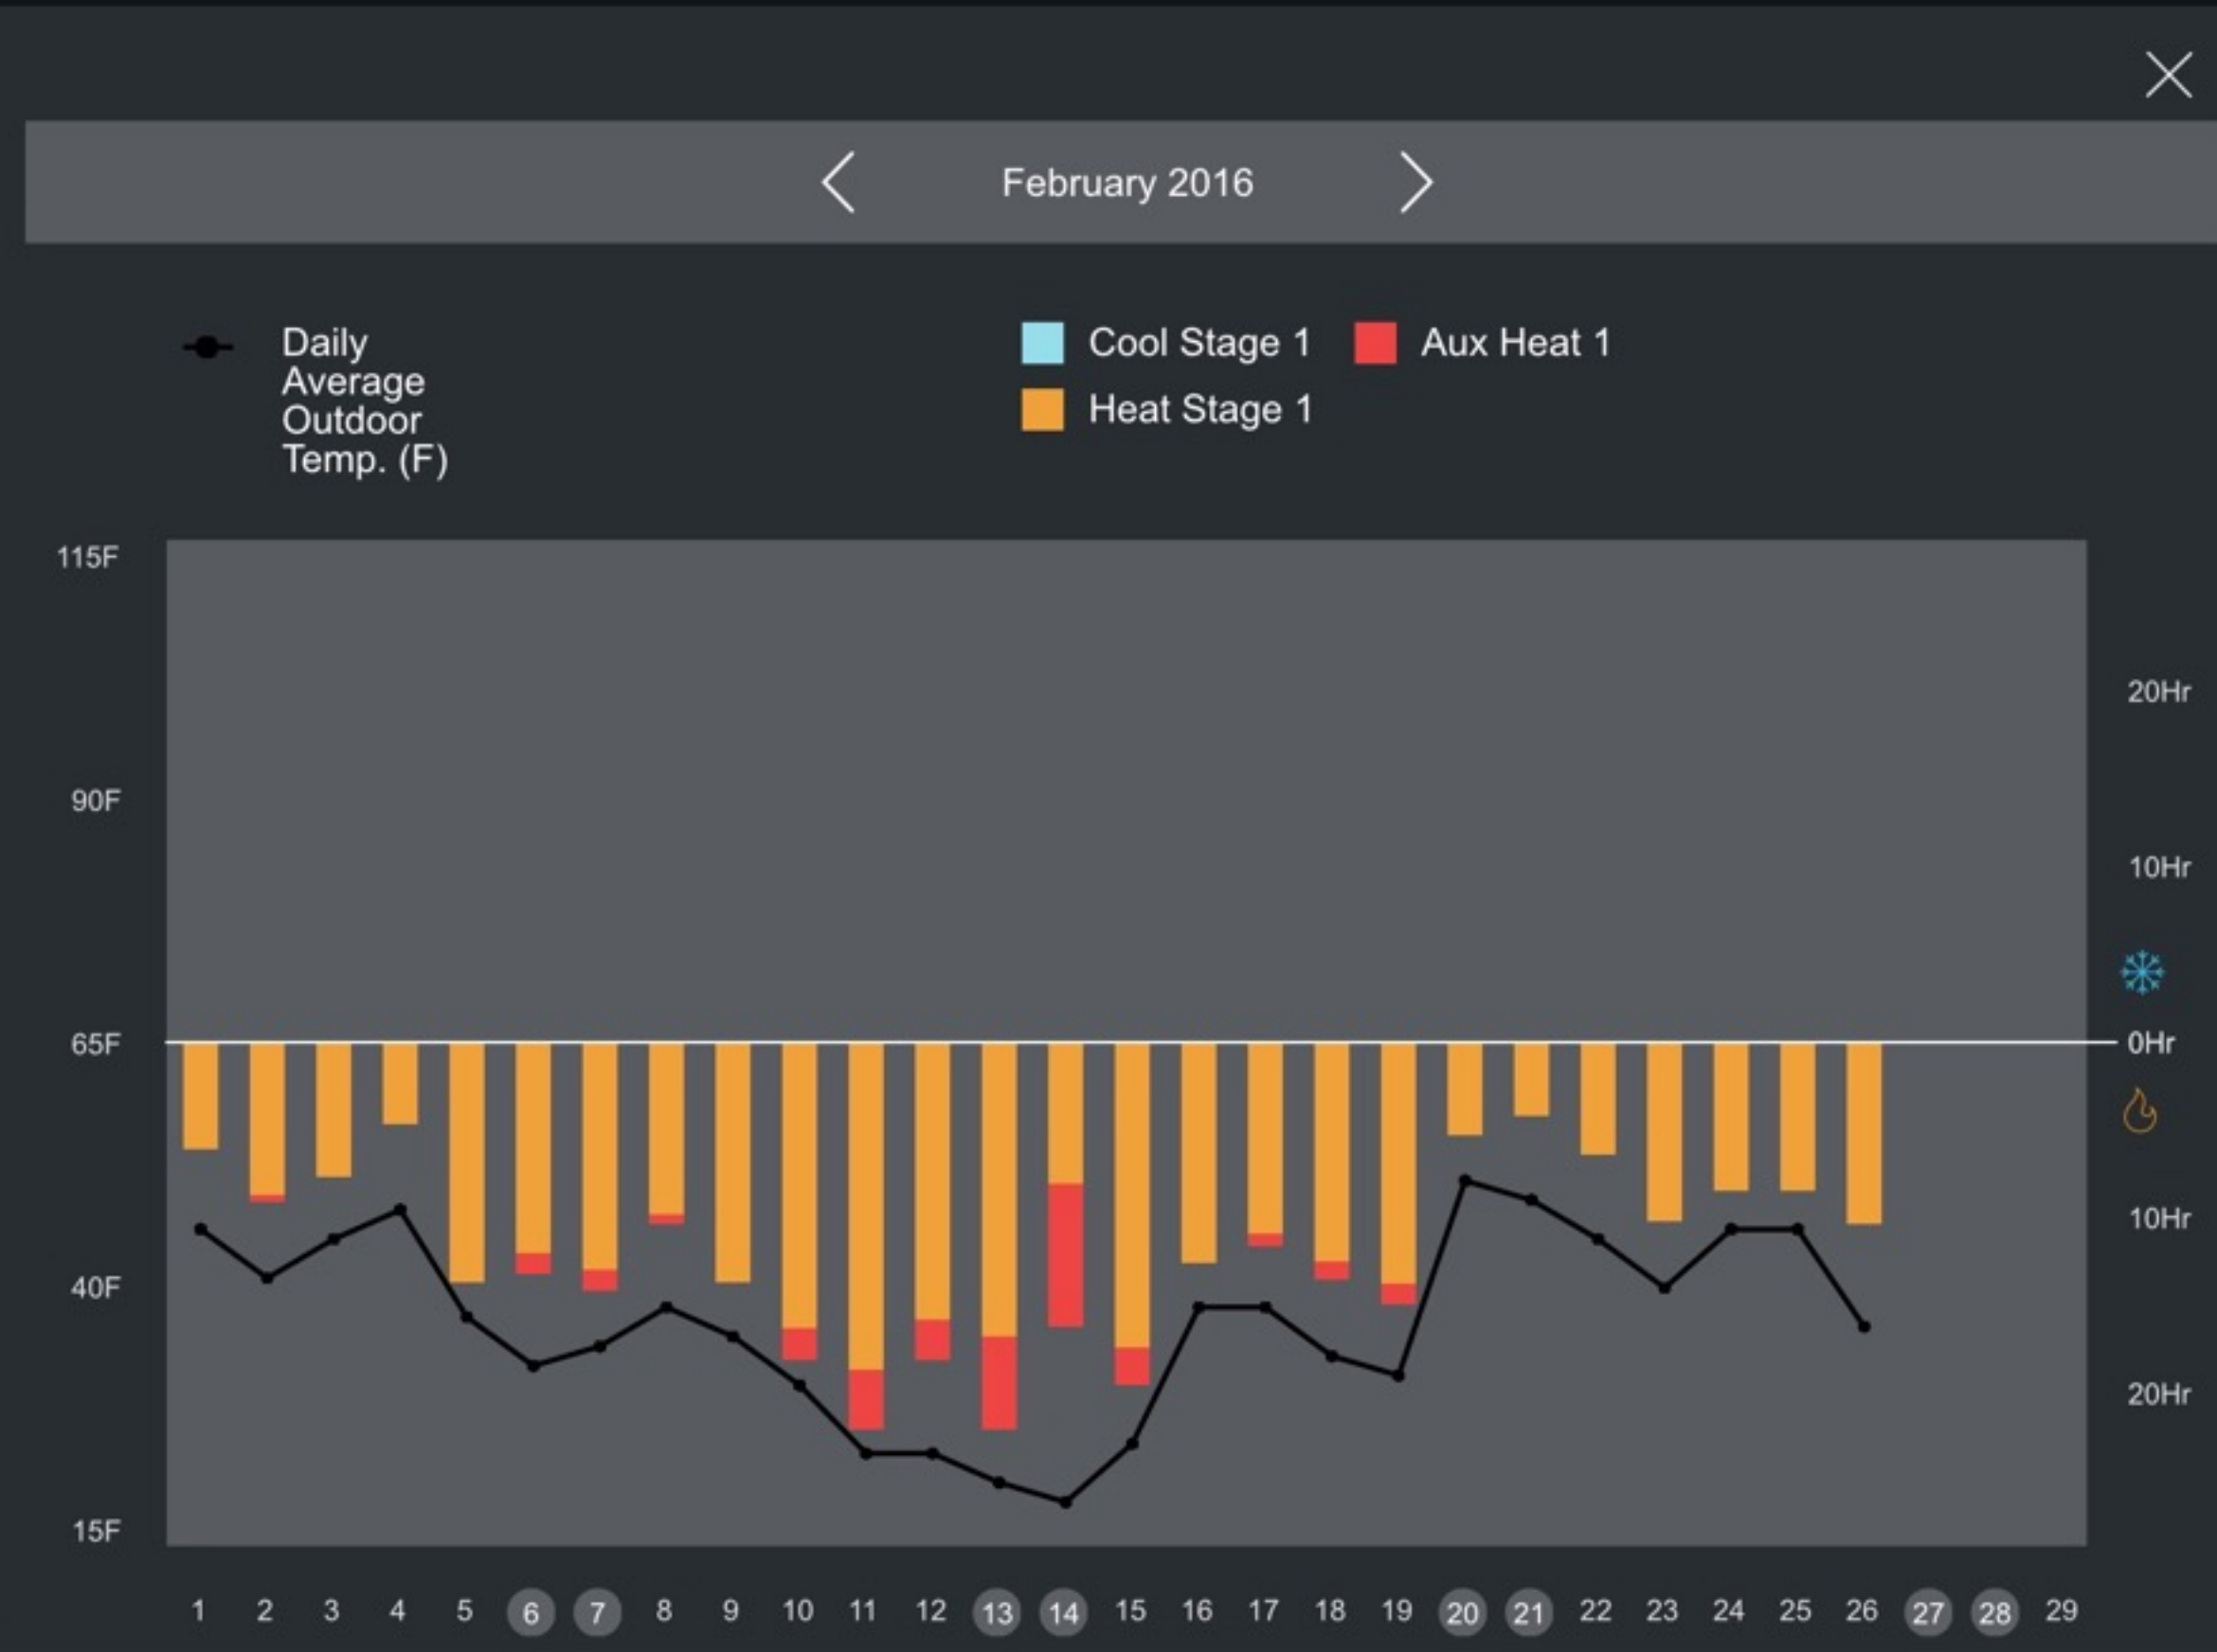 February 2016
Daily
Average
Outdoor
Temp. (F)
Cool Stage 1 Aux Heat 1
Heat Stage 1
115F
20Hr
90F
10Hr
65F
0Hr
10Hr
40F
20Hr
15F
1 2 3 4 5 6 7 8 9 10 11 12 13 14 15 16 17 18 19 20 21 22 23 24 25 26 27 28 29